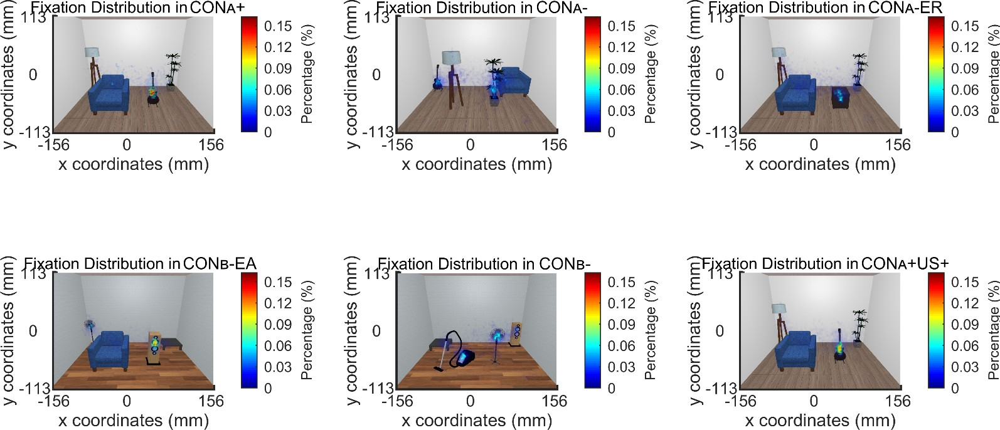 Fixation Distribution in CONA+
y coordinates (mm)
113
0
-113
-156 0 156
x coordinates (mm)
0.15
0.12
0.09
0.06
0.03
0
Percentage (%)
Fixation Distribution in CONA-
y coordinates (mm)
113
0
-113
-156 0 156
x coordinates (mm)
0.15
0.12
0.09
0.06
0.03
0
Percentage (%)
Fixation Distribution in CONA-ER
y coordinates (mm)
113
0
-113
-156 0 156
x coordinates (mm)
0.15
0.12
0.09
0.06
0.03
0
Percentage (%)
Fixation Distribution in CONB-EA
y coordinates (mm)
113
0
-113
-156 0 156
x coordinates (mm)
0.15
0.12
0.09
0.06
0.03
0
Percentage (%)
Fixation Distribution in CONB-
y coordinates (mm)
113
0
-113
-156 0 156
x coordinates (mm)
0.15
0.12
0.09
0.06
0.03
0
Percentage (%)
Fixation Distribution in CONA+US+
y coordinates (mm)
113
0
-113
-156 0 156
x coordinates (mm)
0.15
0.12
0.09
0.06
0.03
0
Percentage (%)